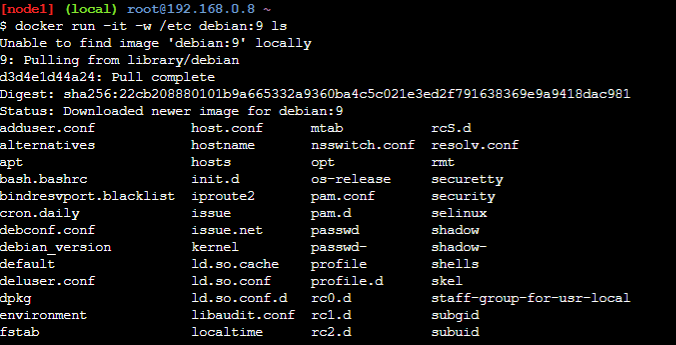 [node1] (local) root@192.168.0.8 ~
$ docker run -it -w /etc debian:9 ls
Unable to find image 'debian:9' locally
9: Pulling from library/debian
d3d4e1d44a24: Pull complete
Digest: sha256:22cb208880101b9a665332a9360ba4c5c021e3ed2f791638369e9a9418dac981
Status: Downloaded newer image for debian:9
adduser.conf host.conf mtab rcS.d
alternatives hostname nsswitch.conf resolv.conf
apt hosts opt rmt
bash.bashrc init.d os-release securetty
bindresvport.blacklist iproute2 pam.conf security
cron.daily issue pam.d selinux
debconf.conf issue.net passwd shadow
debian_version kernel passwd- shadow-
default ld.so.cache profile shells
deluser.conf ld.so.conf profile.d skel
dpkg ld.so.conf.d rc0.d staff-group-for-usr-local
environment libaudit.conf rc1.d subgid
fstab localtime rc2.d subuid